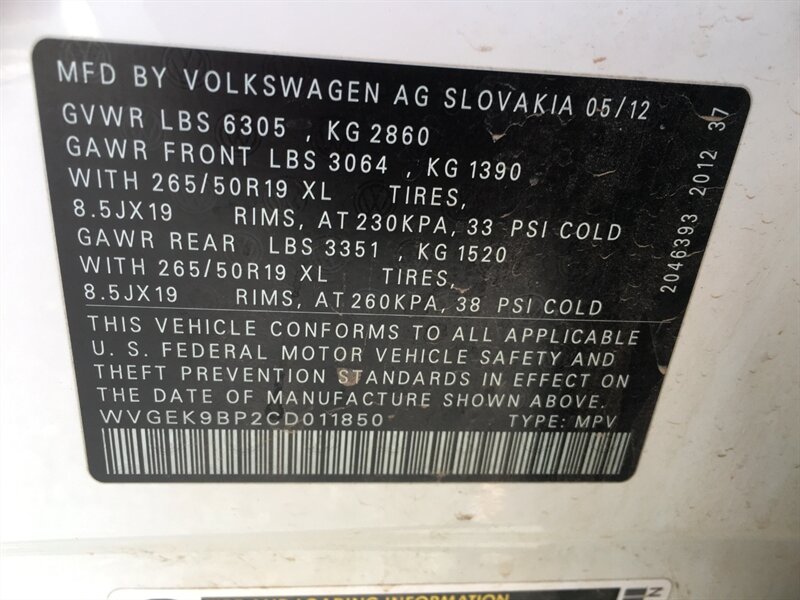 MFD BY VOLKSWAGEN AG SLOVAKIA 05/12
GVWR LBS 6305 , KG 2860
GAWR FRONT LBS 3064 , KG 1390
WITH 265/50R19 XL TIRES,
8.5JX19 RIMS, AT 230KPA, 33 PSI COLD
GAWR REAR LBS 3351 , KG 1520
WITH 265/50R19 XL TIRES,
8.5JX19 RIMS, AT 260KPA, 38 PSI COLD
THIS VEHICLE CONFORMS TO ALL APPLICABLE
U. S. FEDERAL MOTOR VEHICLE SAFETY AND
THEFT PREVENTION STANDARDS IN EFFECT ON
THE DATE OF MANUFACTURE SHOWN ABOVE.
WVGEK9BP2CD011850 TYPE: MPV
2046393 2012 37
LOADING INFORMATION